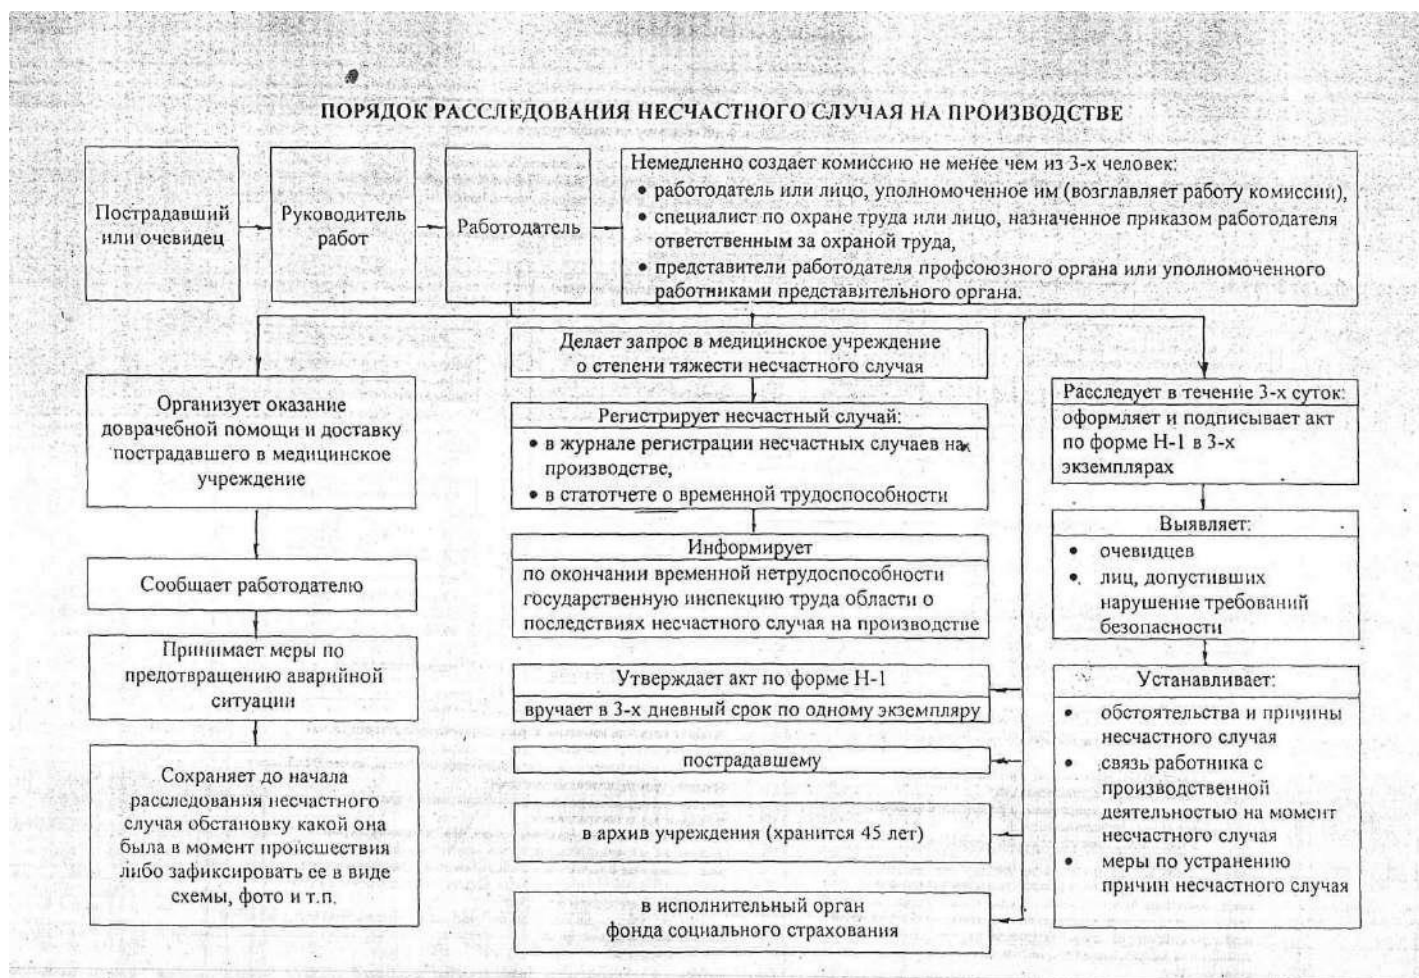 ПОРЯДОК РАССЛЕДОВАНИЯ НЕСЧАСТНОГО СЛУЧАЯ НА ПРОИЗВОДСТВЕ
Пострадавший
или очевидец
Руководитель
работ
Работодатель
Немедленно создает комиссию не менее чем из 3-х человек:
• работодатель или лицо, уполномоченное им (возглавляет работу комиссии),
• специалист по охране труда или лицо, назначенное приказом работодателя
ответственным за охраной труда,
• представители работодателя профсоюзного органа или уполномоченного
работниками представительного органа.
Организует оказание
доврачебной помощи и доставку
пострадавшего в медицинское
учреждение
Сообщает работодателю
Принимает меры по
предотвращению аварийной
ситуации
Сохраняет до начала
расследования несчастного
случая обстановку какой она
была в момент происшествия
либо зафиксировать ее в виде
схемы, фото и т.п.
Делает запрос в медицинское учреждение
о степени тяжести несчастного случая
Регистрирует несчастный случай:
• в журнале регистрации несчастных случаев на
производстве,
• в статотчете о временной трудоспособности
Информирует
по окончании временной нетрудоспособности
государственную инспекцию труда области о
последствиях несчастного случая на производстве
Утверждает акт по форме Н-1
вручает в 3-х дневный срок по одному экземпляру
пострадавшему
в архив учреждения (хранится 45 лет)
в исполнительный орган
фонда социального страхования
Расследует в течение 3-х суток:
оформляет и подписывает акт
по форме Н-1 в 3-х
экземплярах
Выявляет:
• очевидцев
• лиц, допустивших
нарушение требований
безопасности
Устанавливает:
• обстоятельства и причины
несчастного случая
• связь работника с
производственной
деятельностью на момент
несчастного случая
• меры по устранению
причин несчастного случая